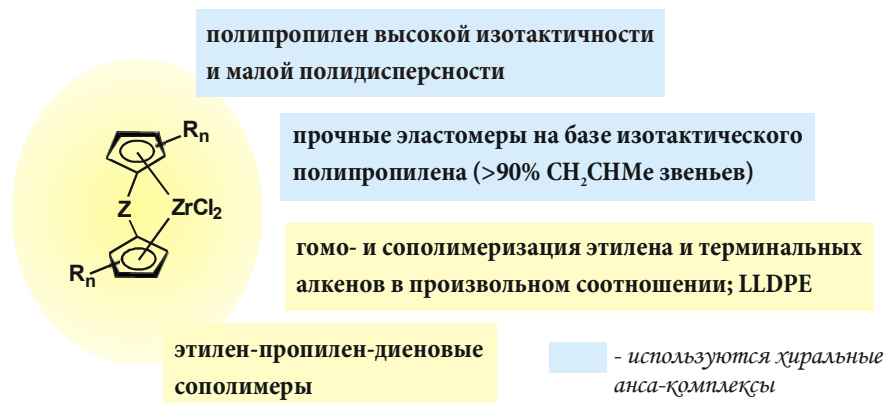 полипропилен высокой изотактичности
и малой полидисперсности
прочные эластомеры на базе изотактического
полипропилена (>90% CH₂CHMe звеньев)
Rn
Z
ZrCl₂
Rn
гомо- и сополимеризация этилена и терминальных
алкенов в произвольном соотношении; LLDPE
этилен-пропилен-диеновые
сополимеры
- используются хиральные
анса-комплексы